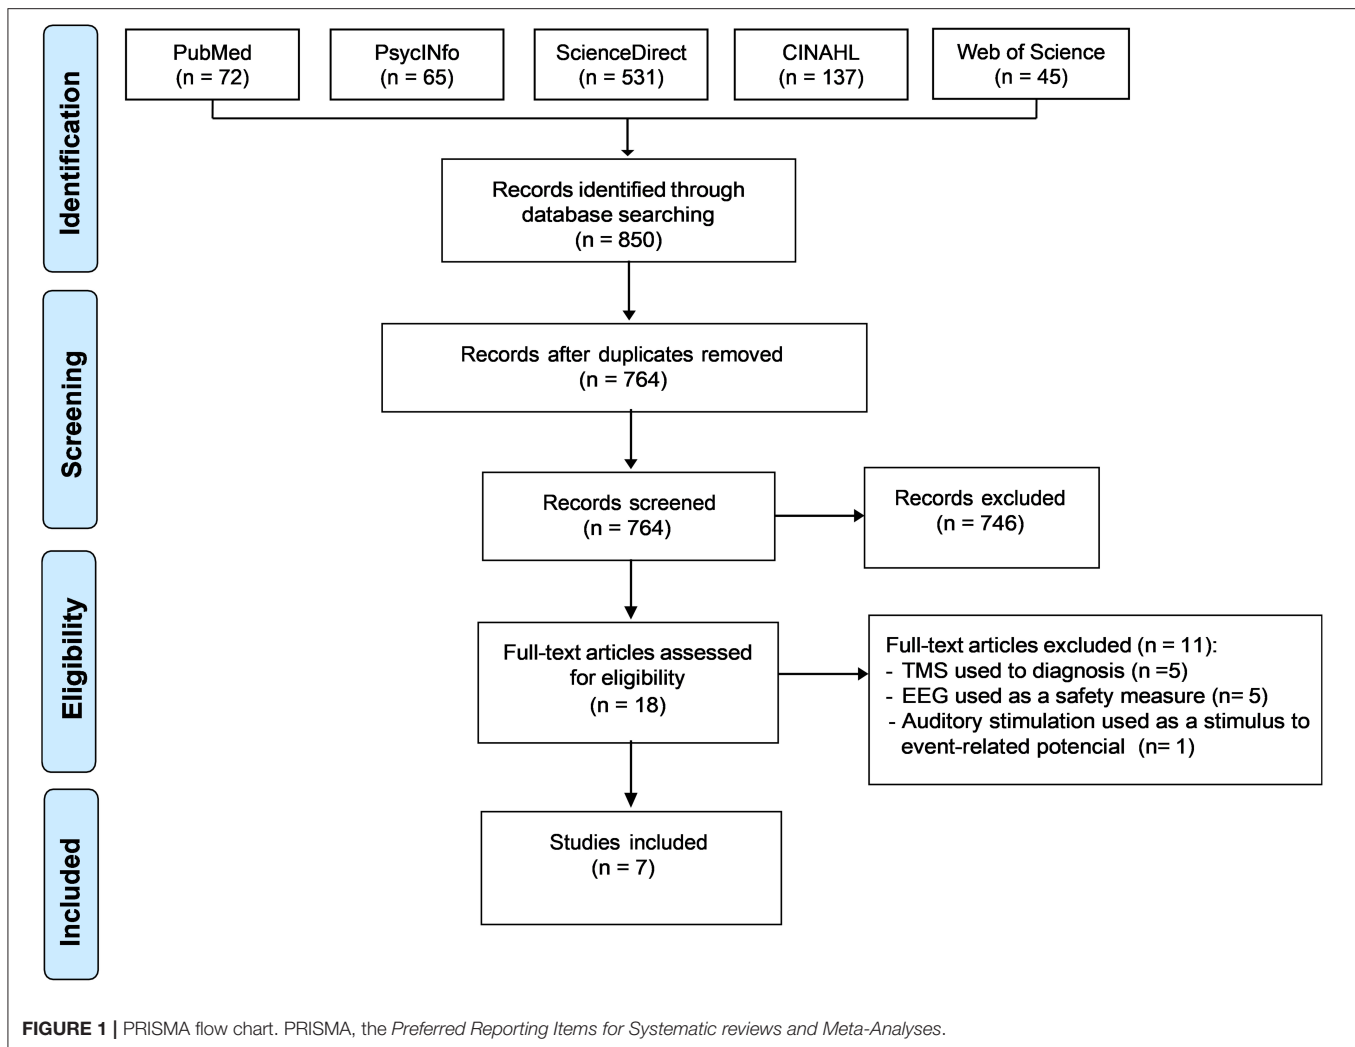 Identification
PubMed
(n = 72)
PsycINfo
(n = 65)
ScienceDirect
(n = 531)
CINAHL
(n = 137)
Web of Science
(n = 45)
Records identified through
database searching
(n = 850)
Screening
Records after duplicates removed
(n = 764)
Records screened
(n = 764)
Records excluded
(n = 746)
Eligibility
Full-text articles assessed
for eligibility
(n = 18)
Full-text articles excluded (n = 11):
- TMS used to diagnosis (n =5)
- EEG used as a safety measure (n= 5)
- Auditory stimulation used as a stimulus to
event-related potencial (n= 1)
Included
Studies included
(n = 7)
FIGURE 1 | PRISMA flow chart. PRISMA, the Preferred Reporting Items for Systematic reviews and Meta-Analyses.